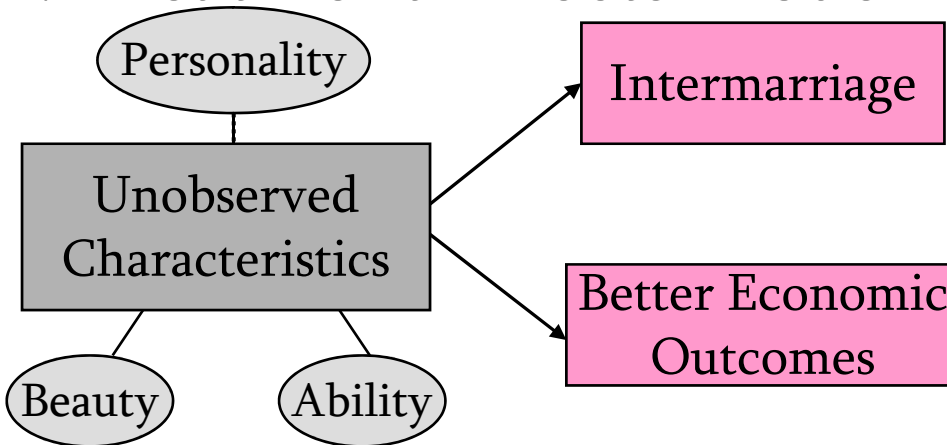 Personality
Intermarriage
Unobserved
Characteristics
Better Economic
Outcomes
Beauty
Ability